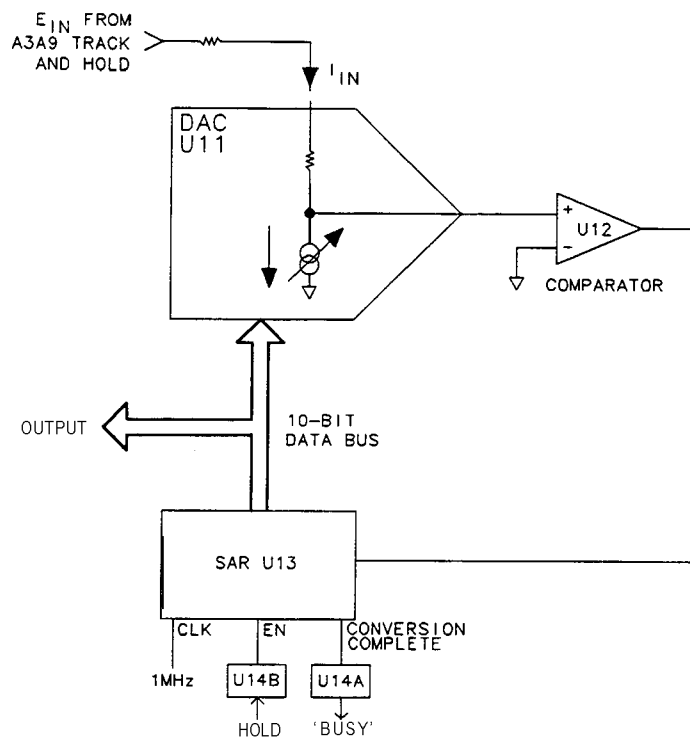 E IN FROM
A3A9 TRACK
AND HOLD
I IN
DAC
U11
+
U12
−
COMPARATOR
10-BIT
DATA BUS
OUTPUT
SAR U13
CLK
EN
CONVERSION
COMPLETE
1MHz
U14B
U14A
HOLD
'BUSY'